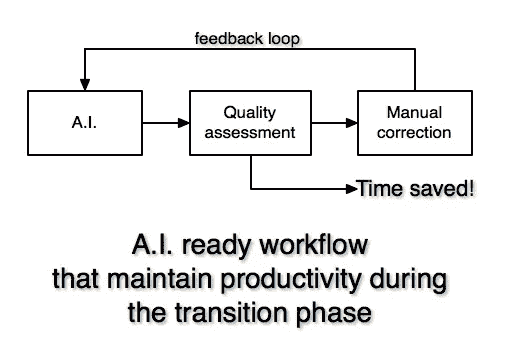 feedback loop
A.I.
Quality
assessment
Manual
correction
Time saved!
A.I. ready workflow
that maintain productivity during
the transition phase